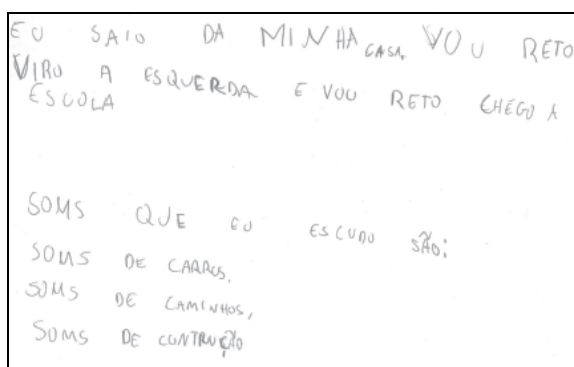 EU SAIO DA MINHA CASA, VOU RETO
VIRO A ESQUERDA E VOU RETO CHEGO A
ESCOLA
SOMS QUE EU ESCUDO SÃO:
SOMS DE CARROS,
SOMS DE CAMINHOS,
SOMS DE CONTRUÇÃO